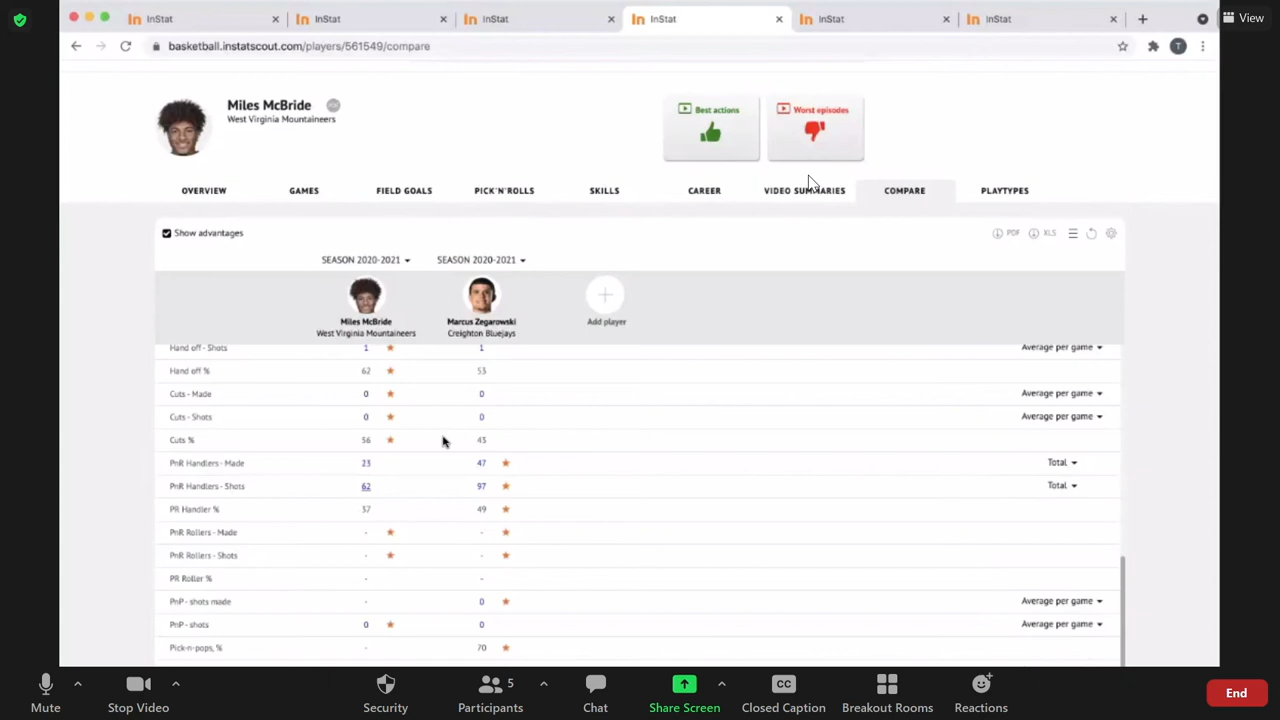 InStat InStat InStat InStat InStat InStat View
basketball.instatscout.com/players/561549/compare T
Miles McBride
West Virginia Mountaineers
Best actions Worst episodes
OVERVIEW GAMES FIELD GOALS PICK'N'ROLLS SKILLS CAREER VIDEO SUMMARIES COMPARE PLAYTYPES
Show advantages PDF XLS
SEASON 2020-2021 SEASON 2020-2021
Miles McBride Marcus Zegarowski Add player
West Virginia Mountaineers Creighton Bluejays
Hand off - Shots 1 1 Average per game
Hand off % 62 53
Cuts - Made 0 0 Average per game
Cuts - Shots 0 0 Average per game
Cuts % 56 43
PnR Handlers - Made 23 47 Total
PnR Handlers - Shots 62 97 Total
PR Handler % 37 49
PnR Rollers - Made - -
PnR Rollers - Shots - -
PR Roller % - -
PnP - shots made - 0 Average per game
PnP - shots 0 0 Average per game
Pick-n-pops, % - 70
5 CC
Mute Stop Video Security Participants Chat Share Screen Closed Caption Breakout Rooms Reactions End